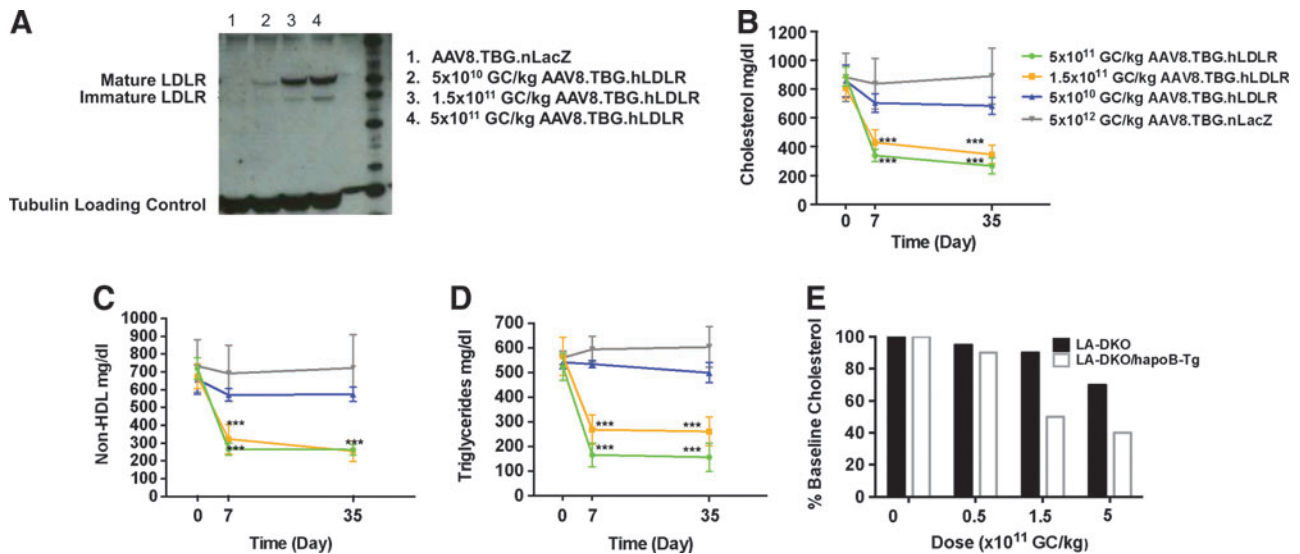 A
1 2 3 4
Mature LDLR
Immature LDLR
Tubulin Loading Control
1. AAV8.TBG.nLacZ
2. 5x10¹⁰ GC/kg AAV8.TBG.hLDLR
3. 1.5x10¹¹ GC/kg AAV8.TBG.hLDLR
4. 5x10¹¹ GC/kg AAV8.TBG.hLDLR
B
Cholesterol mg/dl
1200
1000
800
600
400
200
0
*** ***
*** ***
0 7 35
Time (Day)
5x10¹¹ GC/kg AAV8.TBG.hLDLR
1.5x10¹¹ GC/kg AAV8.TBG.hLDLR
5x10¹⁰ GC/kg AAV8.TBG.hLDLR
5x10¹² GC/kg AAV8.TBG.nLacZ
C
Non-HDL mg/dl
1000
900
800
700
600
500
400
300
200
100
0
***
*** ***
0 7 35
Time (Day)
D
Triglycerides mg/dl
700
600
500
400
300
200
100
0
*** ***
*** ***
0 7 35
Time (Day)
E
% Baseline Cholesterol
100
80
60
40
20
0
LA-DKO
LA-DKO/hapoB-Tg
0 0.5 1.5 5
Dose (x10¹¹ GC/kg)